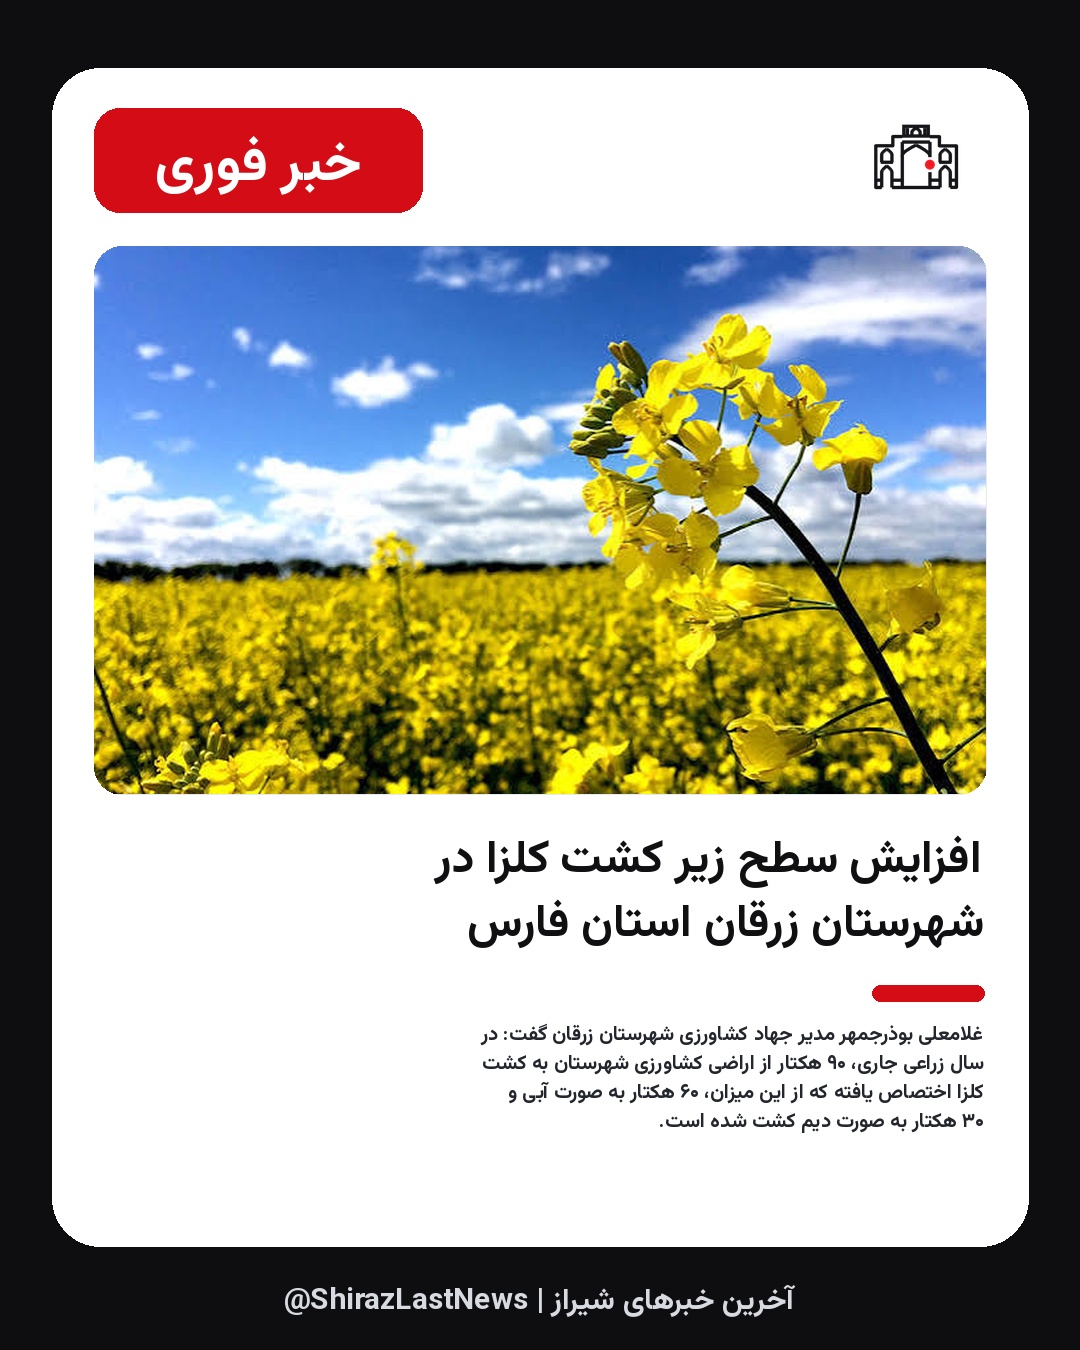 خبر فوری
افزایش سطح زیر کشت کلزا در
شهرستان زرقان استان فارس
غلامعلی بوذرجمهر مدیر جهاد کشاورزی شهرستان زرقان گفت: در
سال زراعی جاری، ۹۰ هکتار از اراضی کشاورزی شهرستان به کشت
کلزا اختصاص یافته که از این میزان، ۶۰ هکتار به صورت آبی و
۳۰ هکتار به صورت دیم کشت شده است.
آخرین خبرهای شیراز | @ShirazLastNews